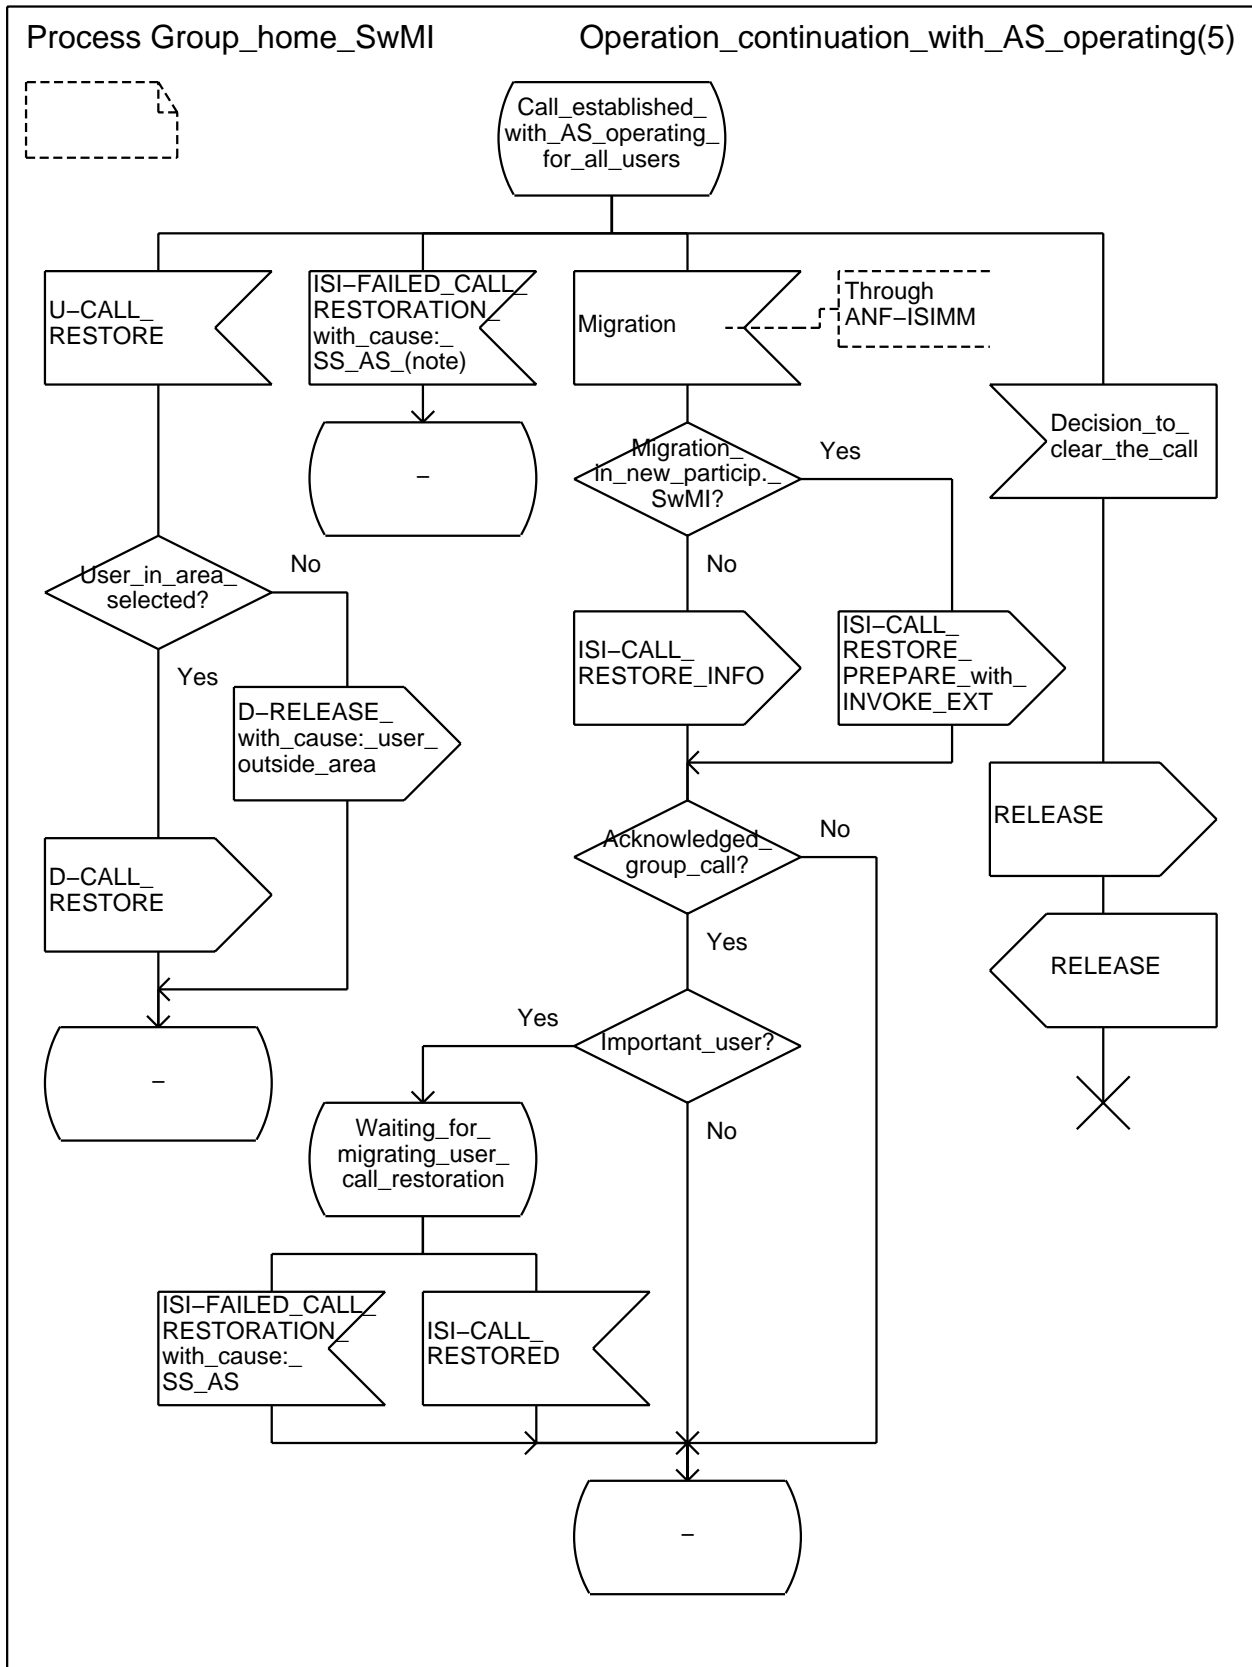 Process Group_home_SwMI
Operation_continuation_with_AS_operating(5)
Call_established_
with_AS_operating_
for_all_users
U−CALL_
RESTORE
ISI−FAILED_CALL_
RESTORATION_
with_cause:_
SS_AS_(note)
Migration
Through
ANF−ISIMM
Decision_to_
clear_the_call
−
Migration_
in_new_particip._
SwMI?
Yes
No
User_in_area_
selected?
No
Yes
ISI−CALL_
RESTORE_INFO
ISI−CALL_
RESTORE_
PREPARE_with_
INVOKE_EXT
D−RELEASE_
with_cause:_user_
outside_area
RELEASE
Acknowledged_
group_call?
No
Yes
D−CALL_
RESTORE
RELEASE
Important_user?
Yes
No
−
Waiting_for_
migrating_user_
call_restoration
ISI−FAILED_CALL_
RESTORATION_
with_cause:_
SS_AS
ISI−CALL_
RESTORED
−